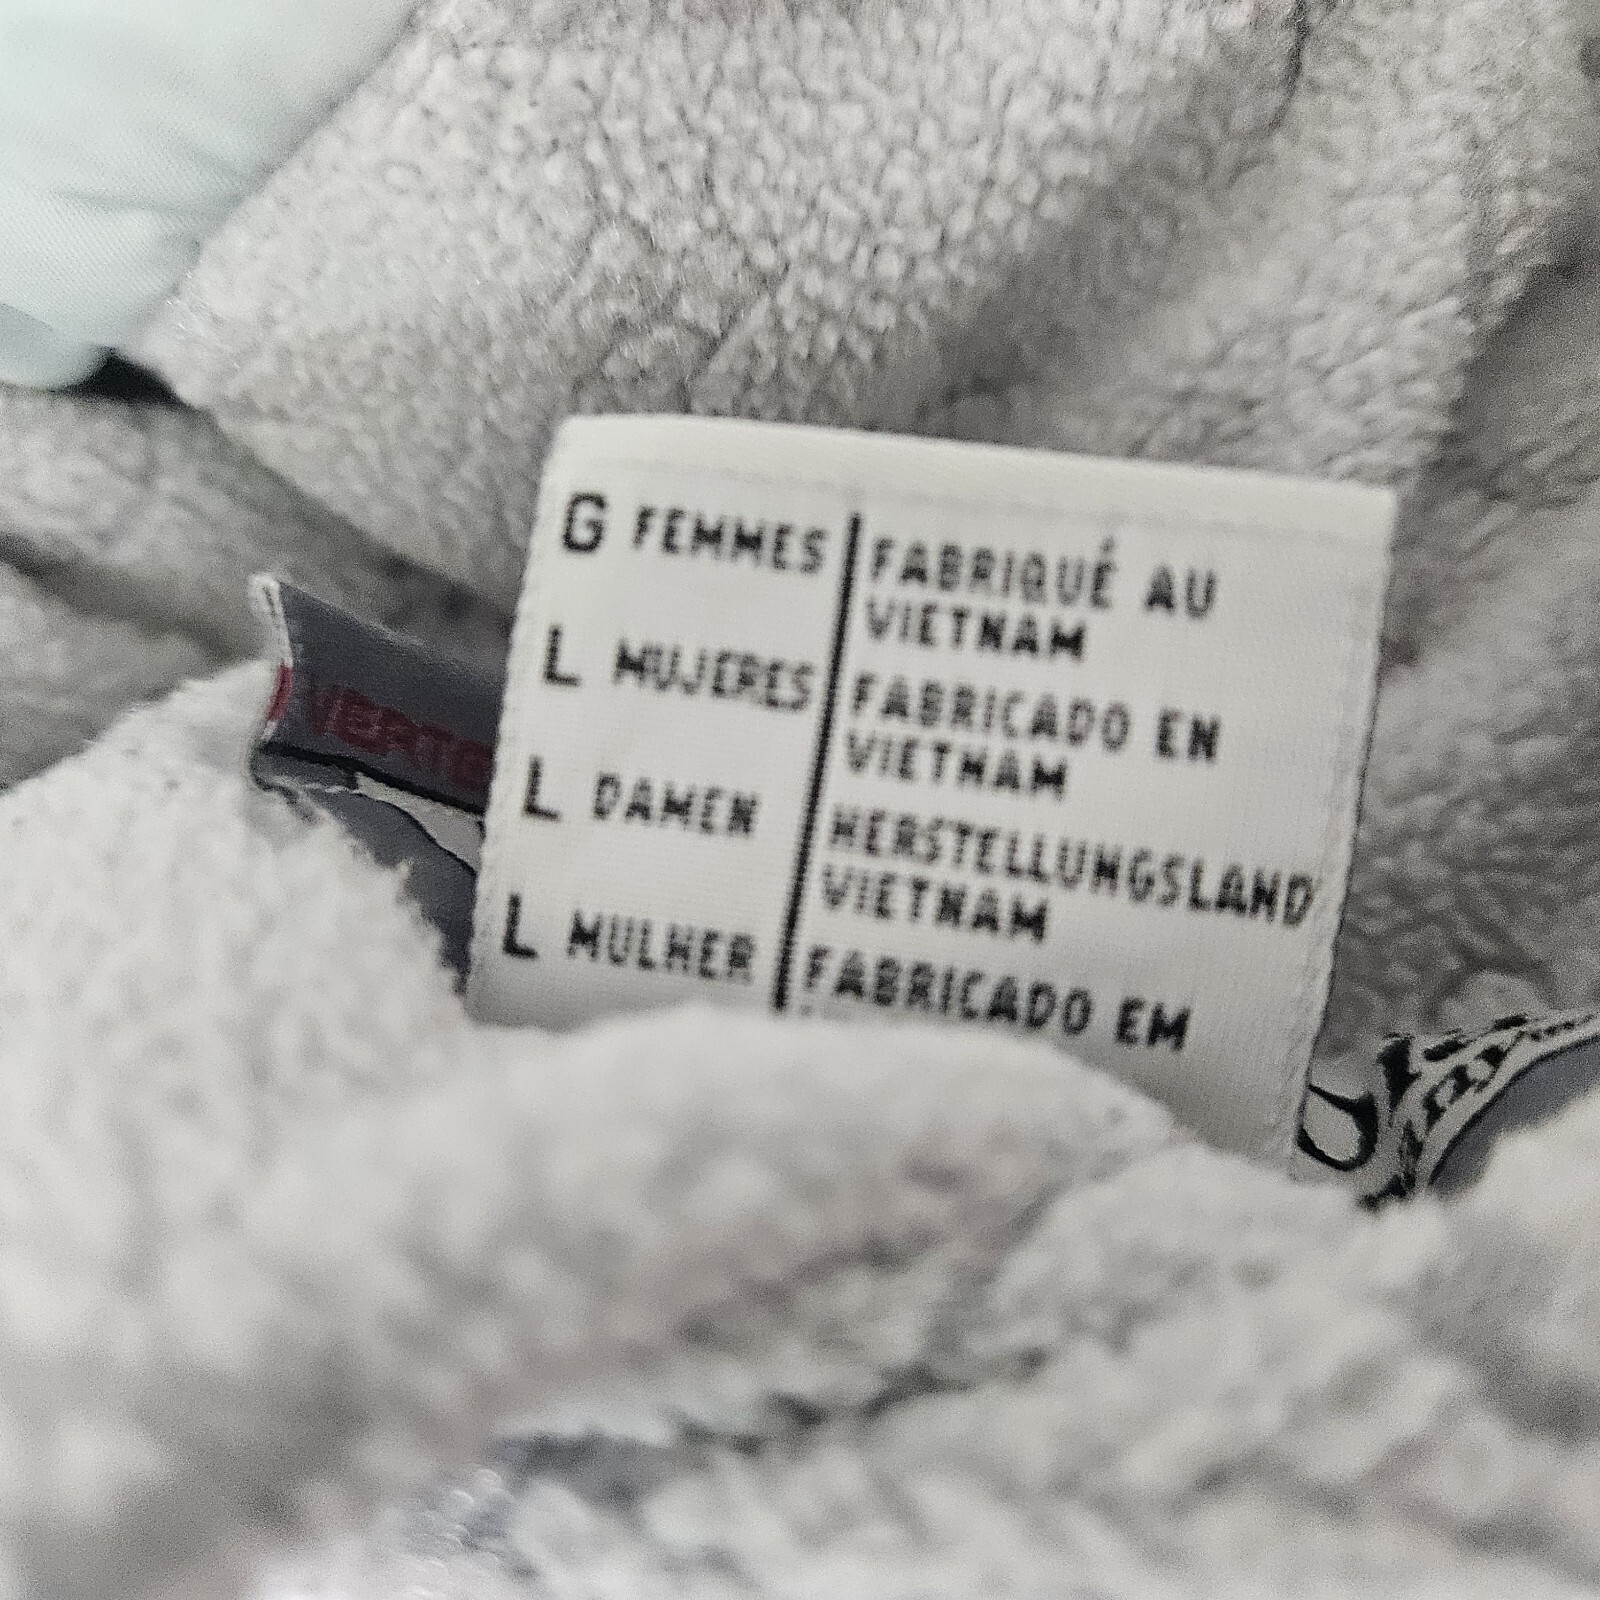 G FEMMES
FABRIQUÉ AU
VIETNAM
L MUJERES
FABRICADO EN
VIETNAM
L DAMEN
HERSTELLUNGSLAND
VIETNAM
L MULHER
FABRICADO EM